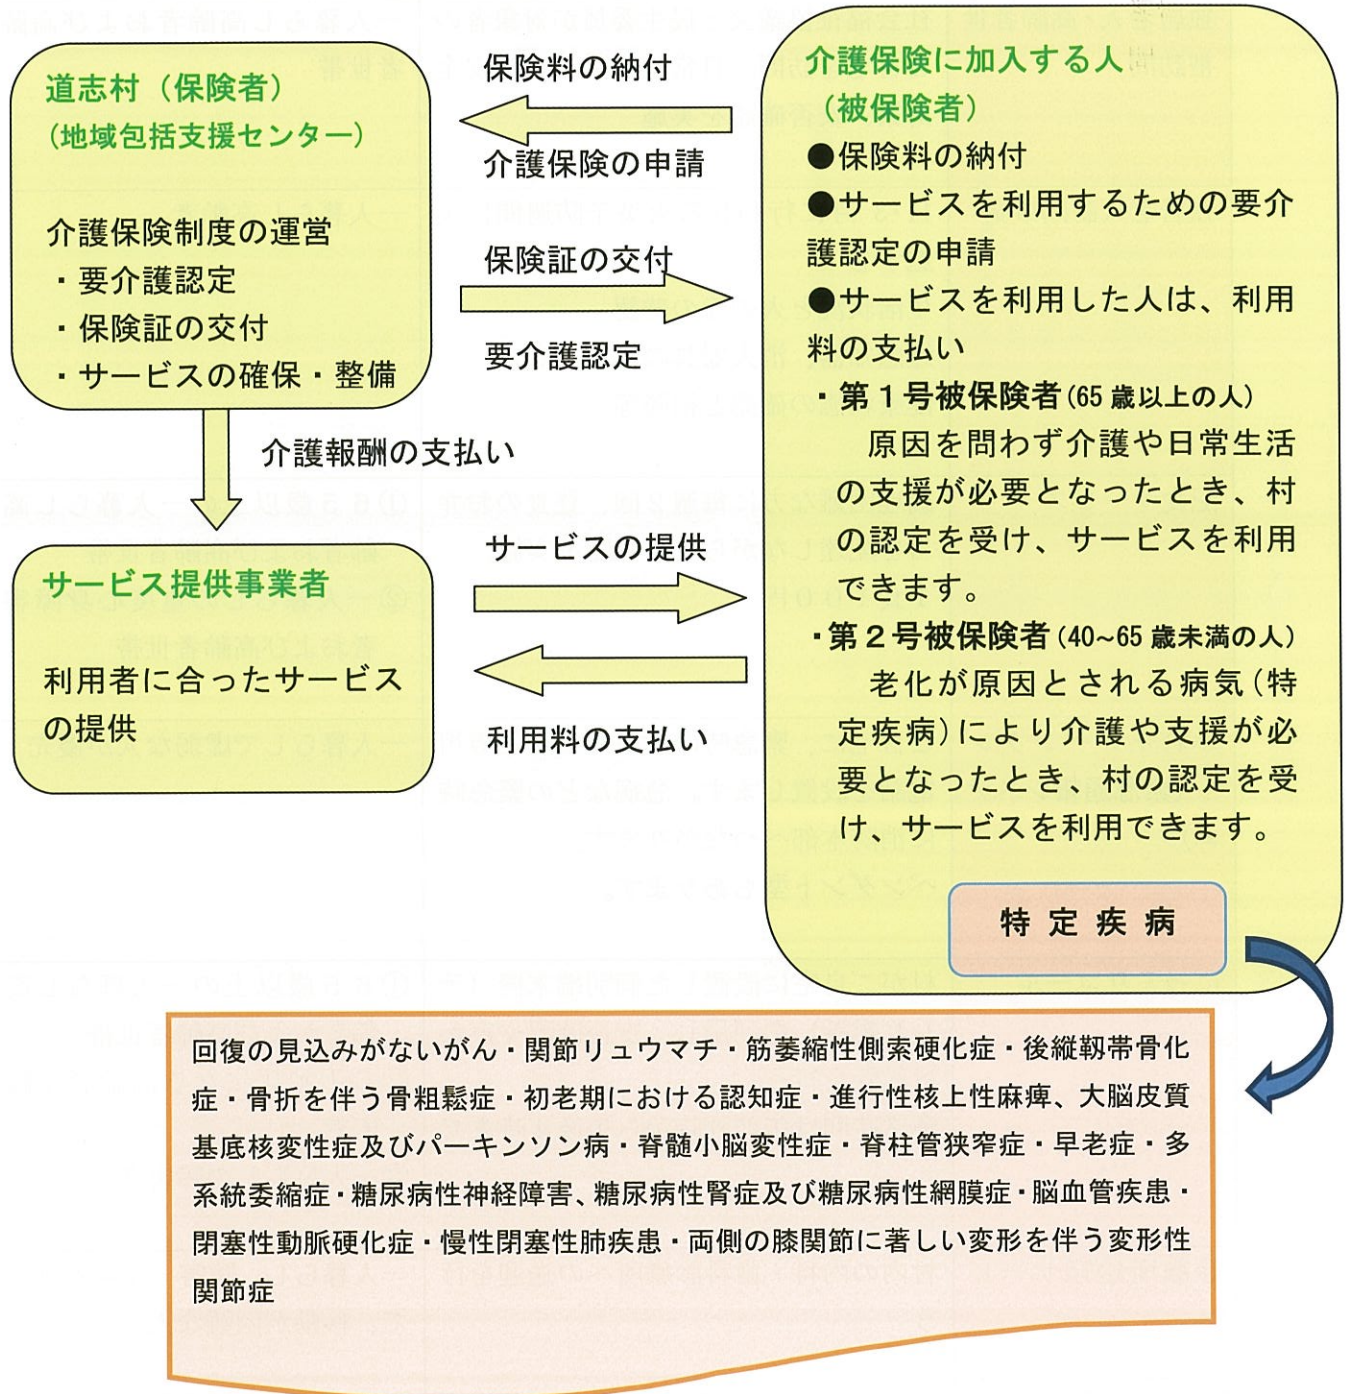 道志村（保険者）
（地域包括支援センター）
介護保険制度の運営
・要介護認定
・保険証の交付
・サービスの確保・整備
保険料の納付
介護保険の申請
保険証の交付
要介護認定
介護報酬の支払い
サービス提供事業者
利用者に合ったサービス
の提供
サービスの提供
利用料の支払い
介護保険に加入する人
（被保険者）
●保険料の納付
●サービスを利用するための要介
護認定の申請
●サービスを利用した人は、利用
料の支払い
・第１号被保険者(65歳以上の人)
原因を問わず介護や日常生活
の支援が必要となったとき、村
の認定を受け、サービスを利用
できます。
・第２号被保険者(40~65歳未満の人)
老化が原因とされる病気(特
定疾病)により介護や支援が必
要となったとき、村の認定を受
け、サービスを利用できます。
特定疾病
回復の見込みがないがん・関節リュウマチ・筋萎縮性側索硬化症・後縦靱帯骨化
症・骨折を伴う骨粗鬆症・初老期における認知症・進行性核上性麻痺、大脳皮質
基底核変性症及びパーキンソン病・脊髄小脳変性症・脊柱管狭窄症・早老症・多
系統委縮症・糖尿病性神経障害、糖尿病性腎症及び糖尿病性網膜症・脳血管疾患・
閉塞性動脈硬化症・慢性閉塞性肺疾患・両側の膝関節に著しい変形を伴う変形性
関節症